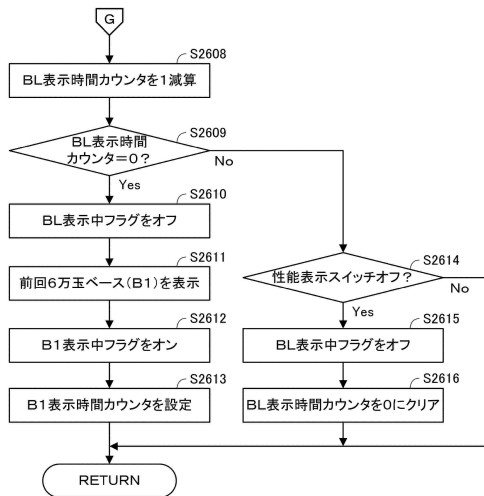 G
S2608
BL表示時間カウンタを1減算
S2609
BL表示時間
カウンタ=0?
No
Yes
S2610
BL表示中フラグをオフ
S2611
前回6万玉ベース(B1)を表示
S2612
B1表示中フラグをオン
S2613
B1表示時間カウンタを設定
S2614
性能表示スイッチオフ?
No
Yes
S2615
BL表示中フラグをオフ
S2616
BL表示時間カウンタを0にクリア
RETURN